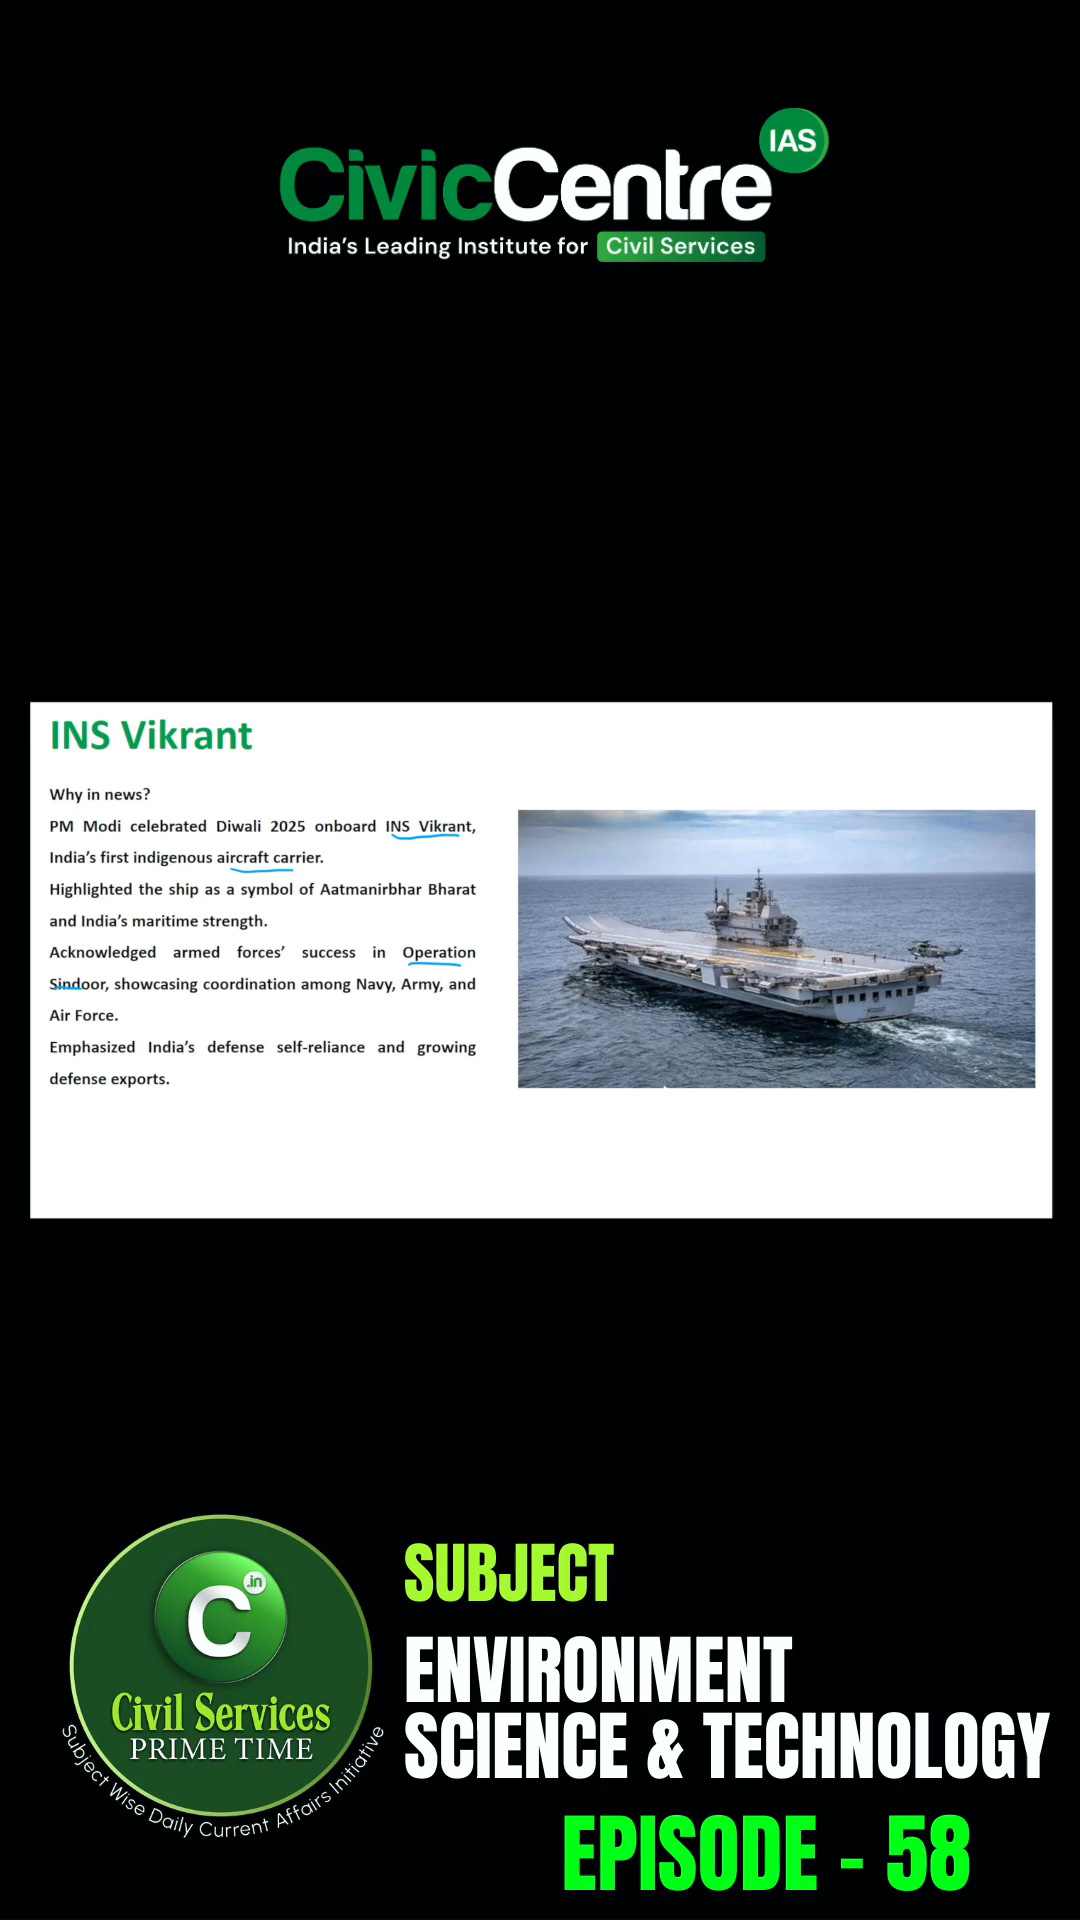 CivicCentre IAS
India's Leading Institute for Civil Services
INS Vikrant
Why in news?
PM Modi celebrated Diwali 2025 onboard INS Vikrant,
India's first indigenous aircraft carrier.
Highlighted the ship as a symbol of Aatmanirbhar Bharat
and India's maritime strength.
Acknowledged armed forces' success in Operation
Sindoor, showcasing coordination among Navy, Army, and
Air Force.
Emphasized India's defense self-reliance and growing
defense exports.
C .in
Civil Services
PRIME TIME
Subject Wise Daily Current Affairs Initiative
SUBJECT
ENVIRONMENT
SCIENCE & TECHNOLOGY
EPISODE - 58